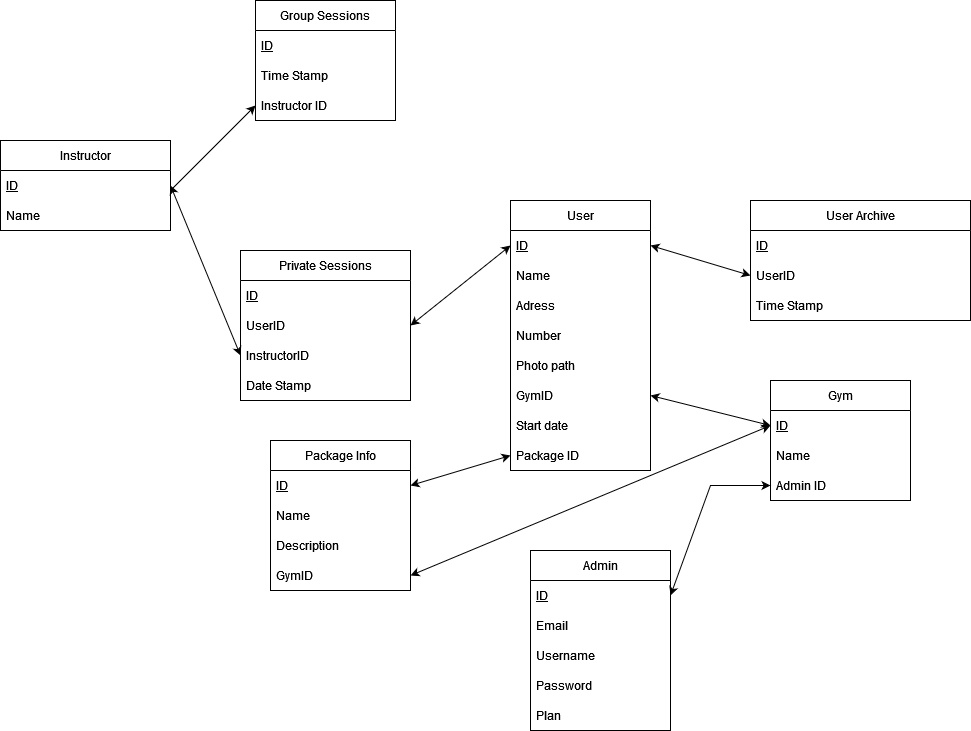 Group Sessions
ID
Time Stamp
Instructor ID
Instructor
ID
Name
Private Sessions
ID
UserID
InstructorID
Date Stamp
User
ID
Name
Adress
Number
Photo path
GymID
Start date
Package ID
User Archive
ID
UserID
Time Stamp
Gym
ID
Name
Admin ID
Package Info
ID
Name
Description
GymID
Admin
ID
Email
Username
Password
Plan